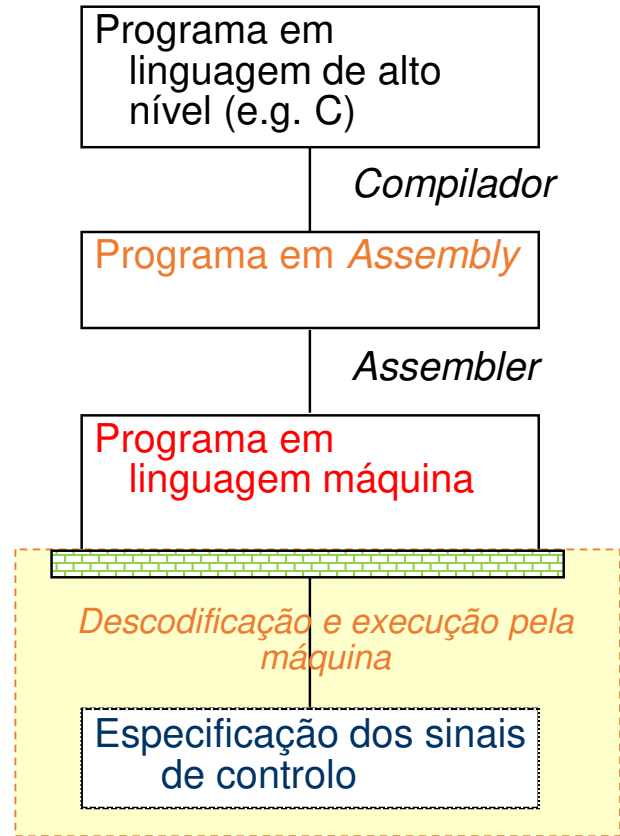 Programa em
linguagem de alto
nível (e.g. C)
Compilador
Programa em Assembly
Assembler
Programa em
linguagem máquina
Descodificação e execução pela
máquina
Especificação dos sinais
de controlo